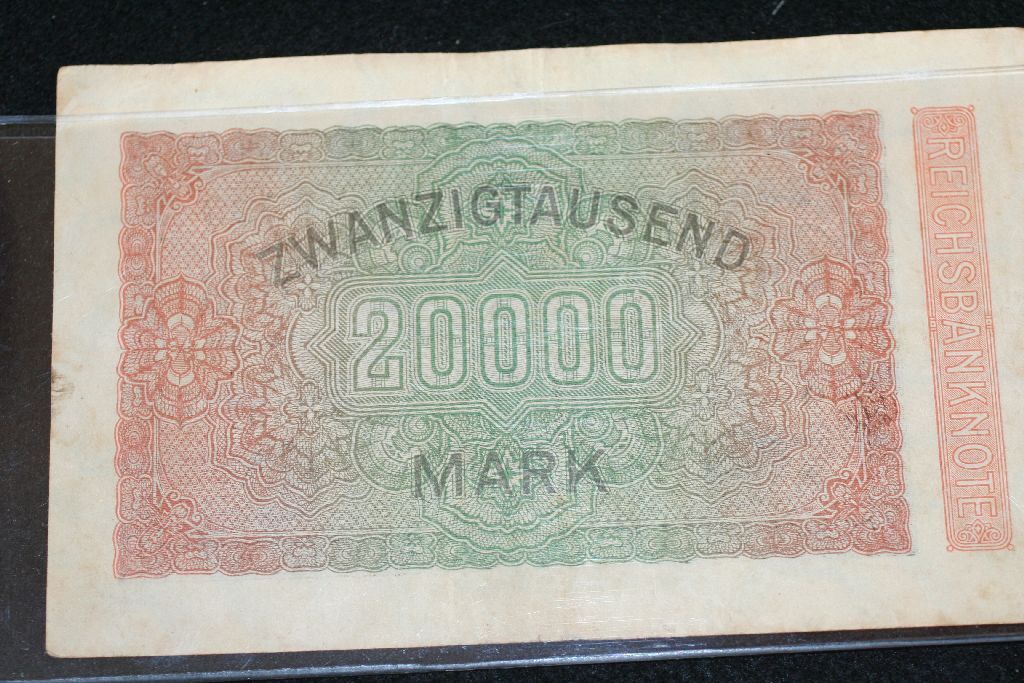 ZWANZIGTAUSEND
20000
MARK
REICHSBANKNOTE